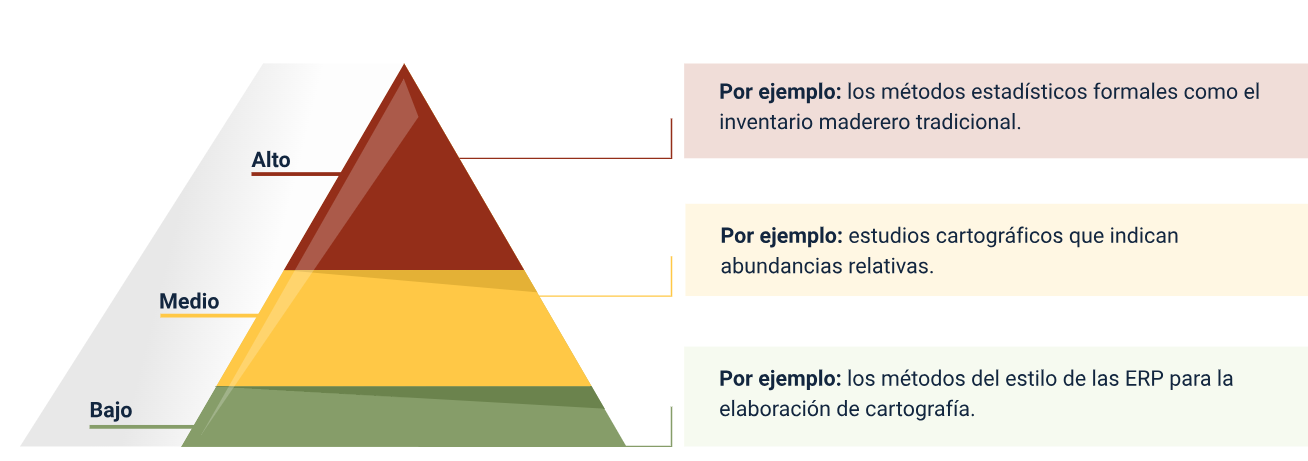 Alto
Por ejemplo: los métodos estadísticos formales como el
inventario maderero tradicional.
Medio
Por ejemplo: estudios cartográficos que indican
abundancias relativas.
Bajo
Por ejemplo: los métodos del estilo de las ERP para la
elaboración de cartografía.